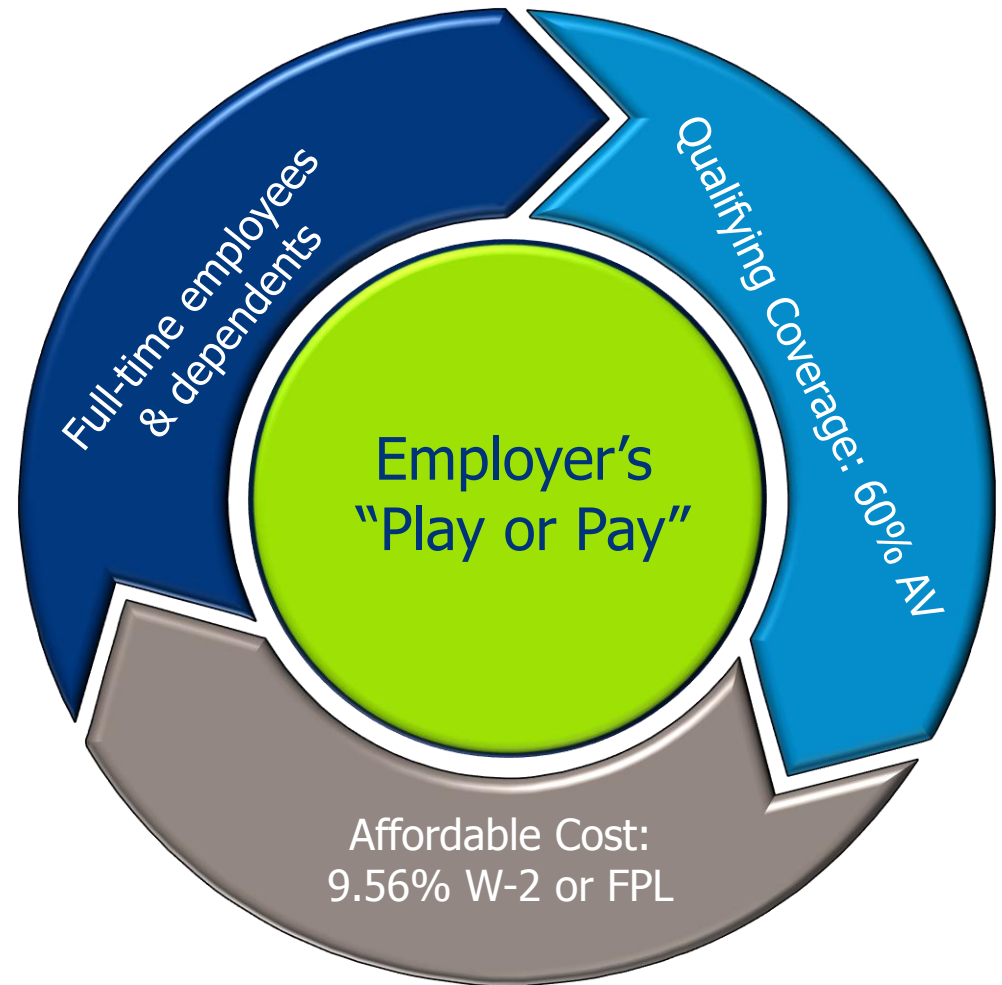 Full-time employees
& dependents
Qualifying Coverage: 60% AV
Employer’s
“Play or Pay”
Affordable Cost:
9.56% W-2 or FPL